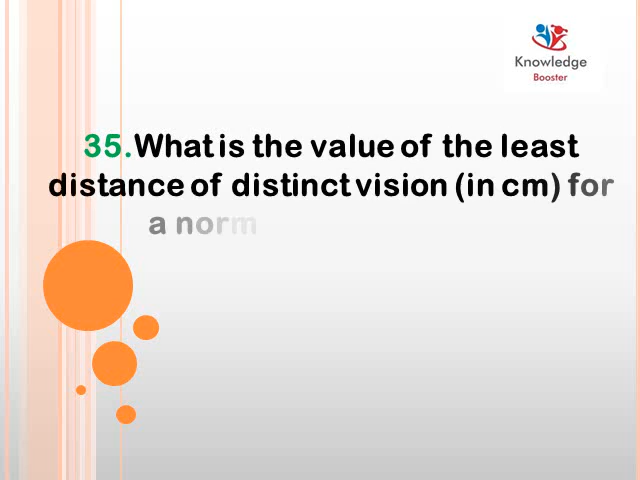 Knowledge
Booster
35.What is the value of the least
distance of distinct vision (in cm) for
a norm